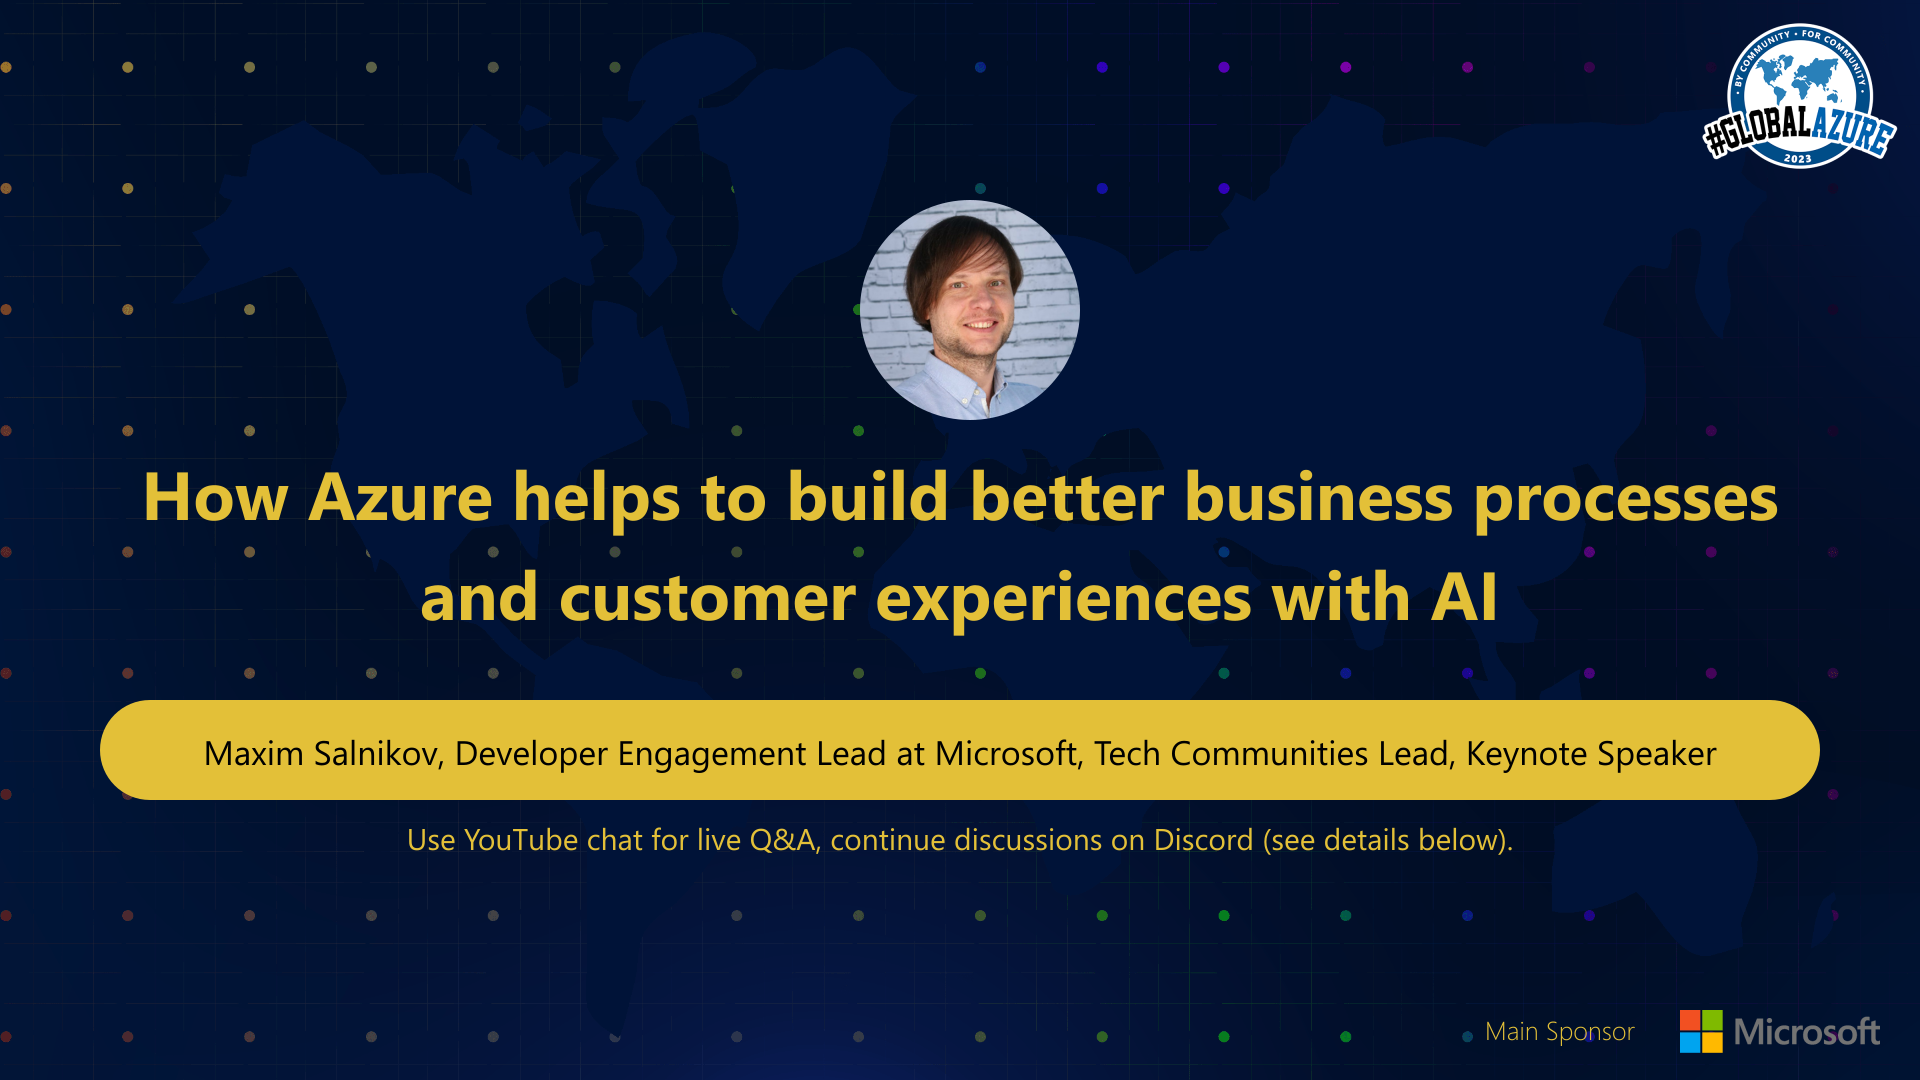 • BY COMMUNITY • FOR COMMUNITY •
#GLOBALAZURE
2023
How Azure helps to build better business processes
and customer experiences with AI
Maxim Salnikov, Developer Engagement Lead at Microsoft, Tech Communities Lead, Keynote Speaker
Use YouTube chat for live Q&A, continue discussions on Discord (see details below).
Main Sponsor
Microsoft